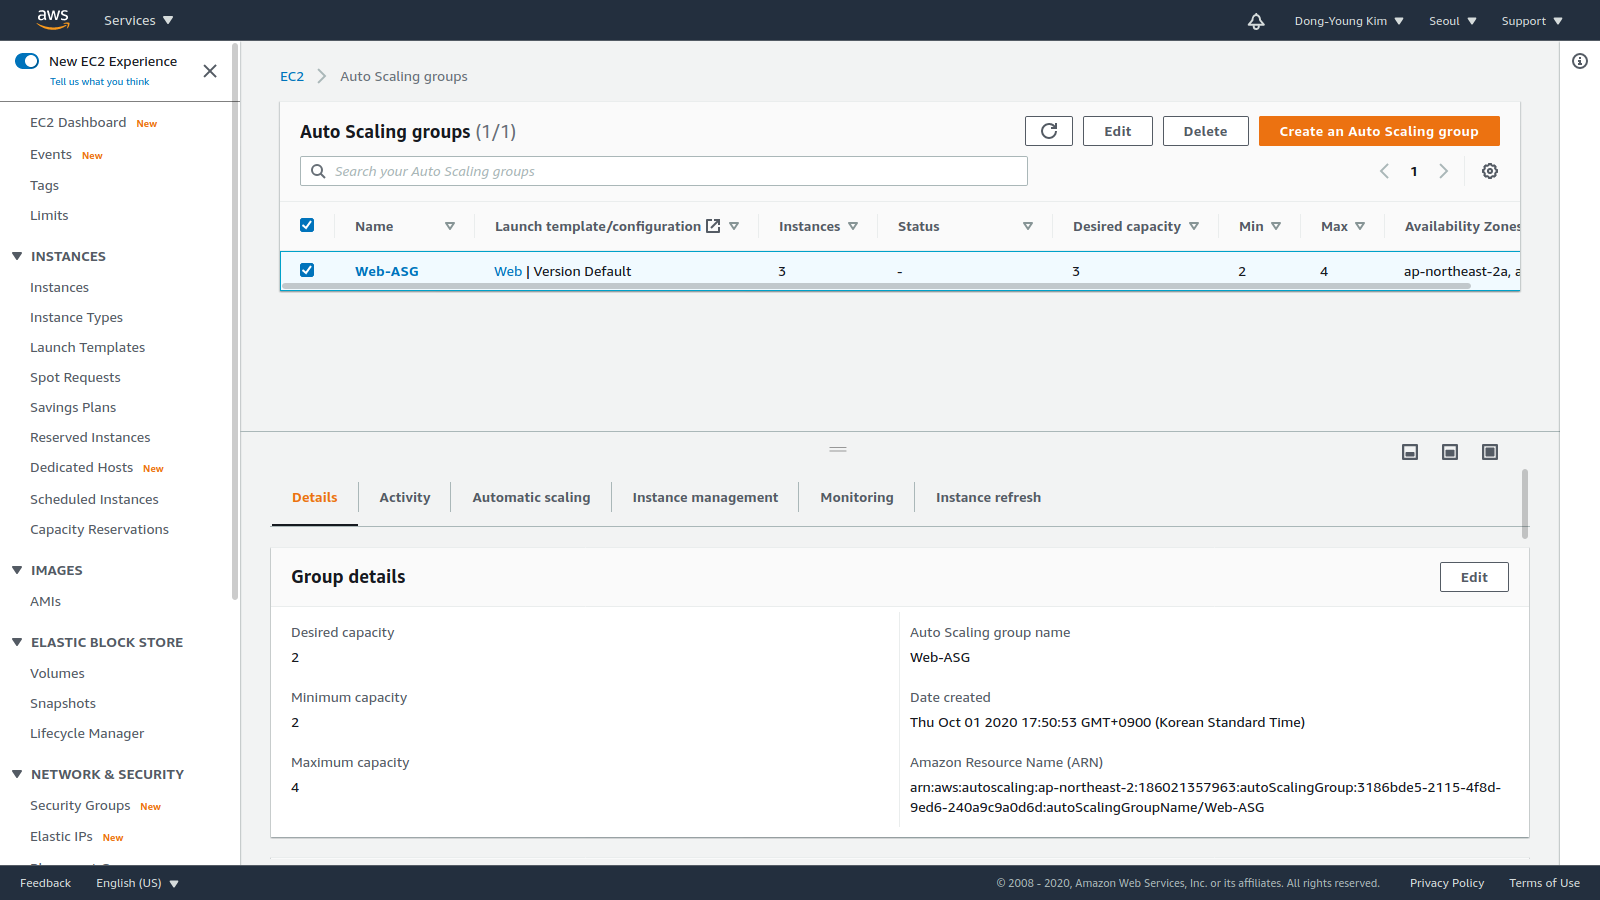 aws Services Dong-Young Kim Seoul Support
New EC2 Experience
Tell us what you think
EC2 Dashboard New
Events New
Tags
Limits
INSTANCES
Instances
Instance Types
Launch Templates
Spot Requests
Savings Plans
Reserved Instances
Dedicated Hosts New
Scheduled Instances
Capacity Reservations
IMAGES
AMIs
ELASTIC BLOCK STORE
Volumes
Snapshots
Lifecycle Manager
NETWORK & SECURITY
Security Groups New
Elastic IPs New
EC2 Auto Scaling groups
Auto Scaling groups (1/1) Edit Delete Create an Auto Scaling group
Search your Auto Scaling groups 1
Name Launch template/configuration Instances Status Desired capacity Min Max Availability Zones
Web-ASG Web | Version Default 3 - 3 2 4 ap-northeast-2a,
Details Activity Automatic scaling Instance management Monitoring Instance refresh
Group details Edit
Desired capacity
2
Minimum capacity
2
Maximum capacity
4
Auto Scaling group name
Web-ASG
Date created
Thu Oct 01 2020 17:50:53 GMT+0900 (Korean Standard Time)
Amazon Resource Name (ARN)
arn:aws:autoscaling:ap-northeast-2:186021357963:autoScalingGroup:3186bde5-2115-4f8d-
9ed6-240a9c9a0d6d:autoScalingGroupName/Web-ASG
Feedback English (US) © 2008 - 2020, Amazon Web Services, Inc. or its affiliates. All rights reserved. Privacy Policy Terms of Use